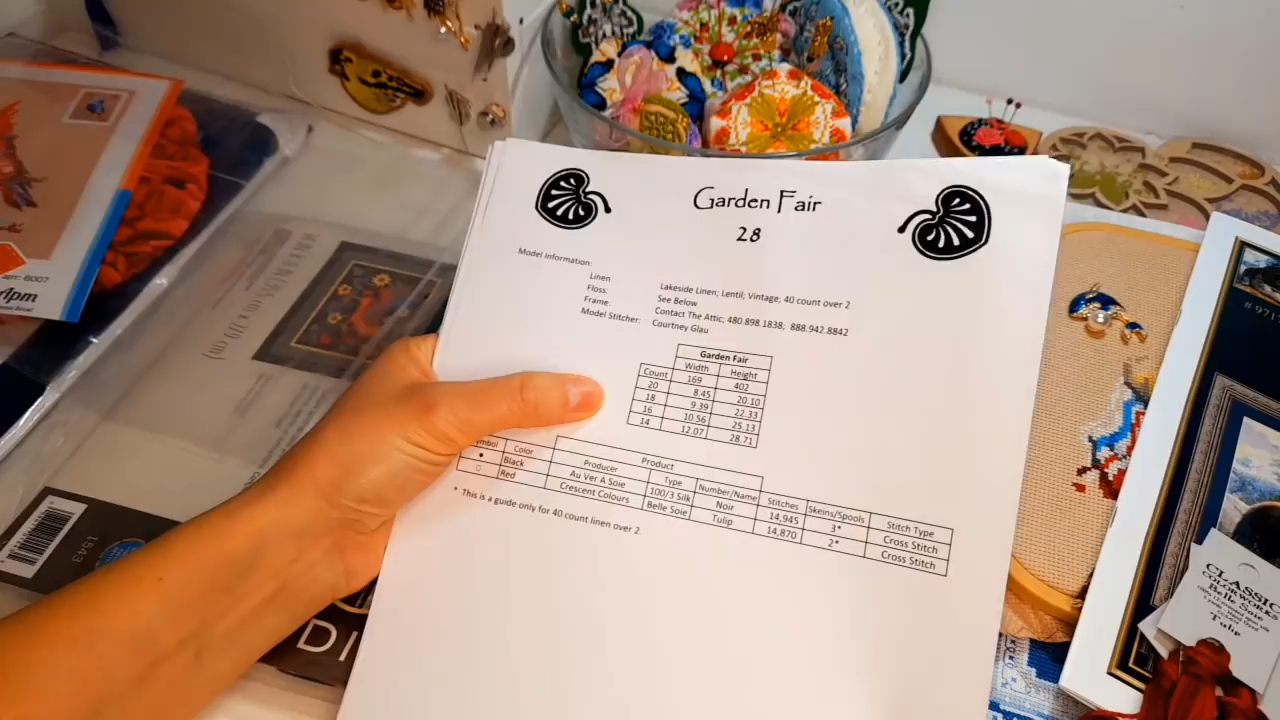 Garden Fair
28
Model Information:
Linen: Lakeside Linen; Lentil; Vintage; 40 count over 2
Floss: See Below
Frame: Contact The Attic; 480.898.1838; 888.942.8842
Model Stitcher: Courtney Glau
Garden Fair
Width Height
Count 169 402
20 8.45 20.10
18 9.39 22.33
16 10.56 25.13
14 12.07 28.71
Product
Color Producer Type Number/Name Stitches Skeins/Spools Stitch Type
● Black Au Ver A Soie 100/3 Silk Noir 14,945 3* Cross Stitch
○ Red Crescent Colours Belle Soie Tulip 14,870 2* Cross Stitch
* This is a guide only for 40 count linen over 2.
АРТ: 6007
1543
DI
# 971
CLASSIC
COLORWORKS
Belle Soie
Tulip